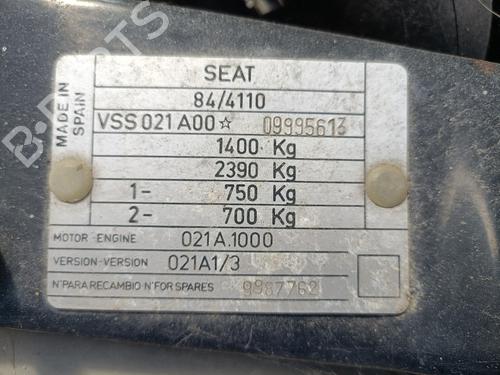 MADE IN SPAIN
SEAT
84/4110
VSS 021 A00☆ 09995613
1400 Kg
2390 Kg
1- 750 Kg
2- 700 Kg
MOTOR - ENGINE 021A.1000
VERSION - VERSION 021A1/3
N°PARA RECAMBIO N°FOR SPARES 9987762
B-PARTS